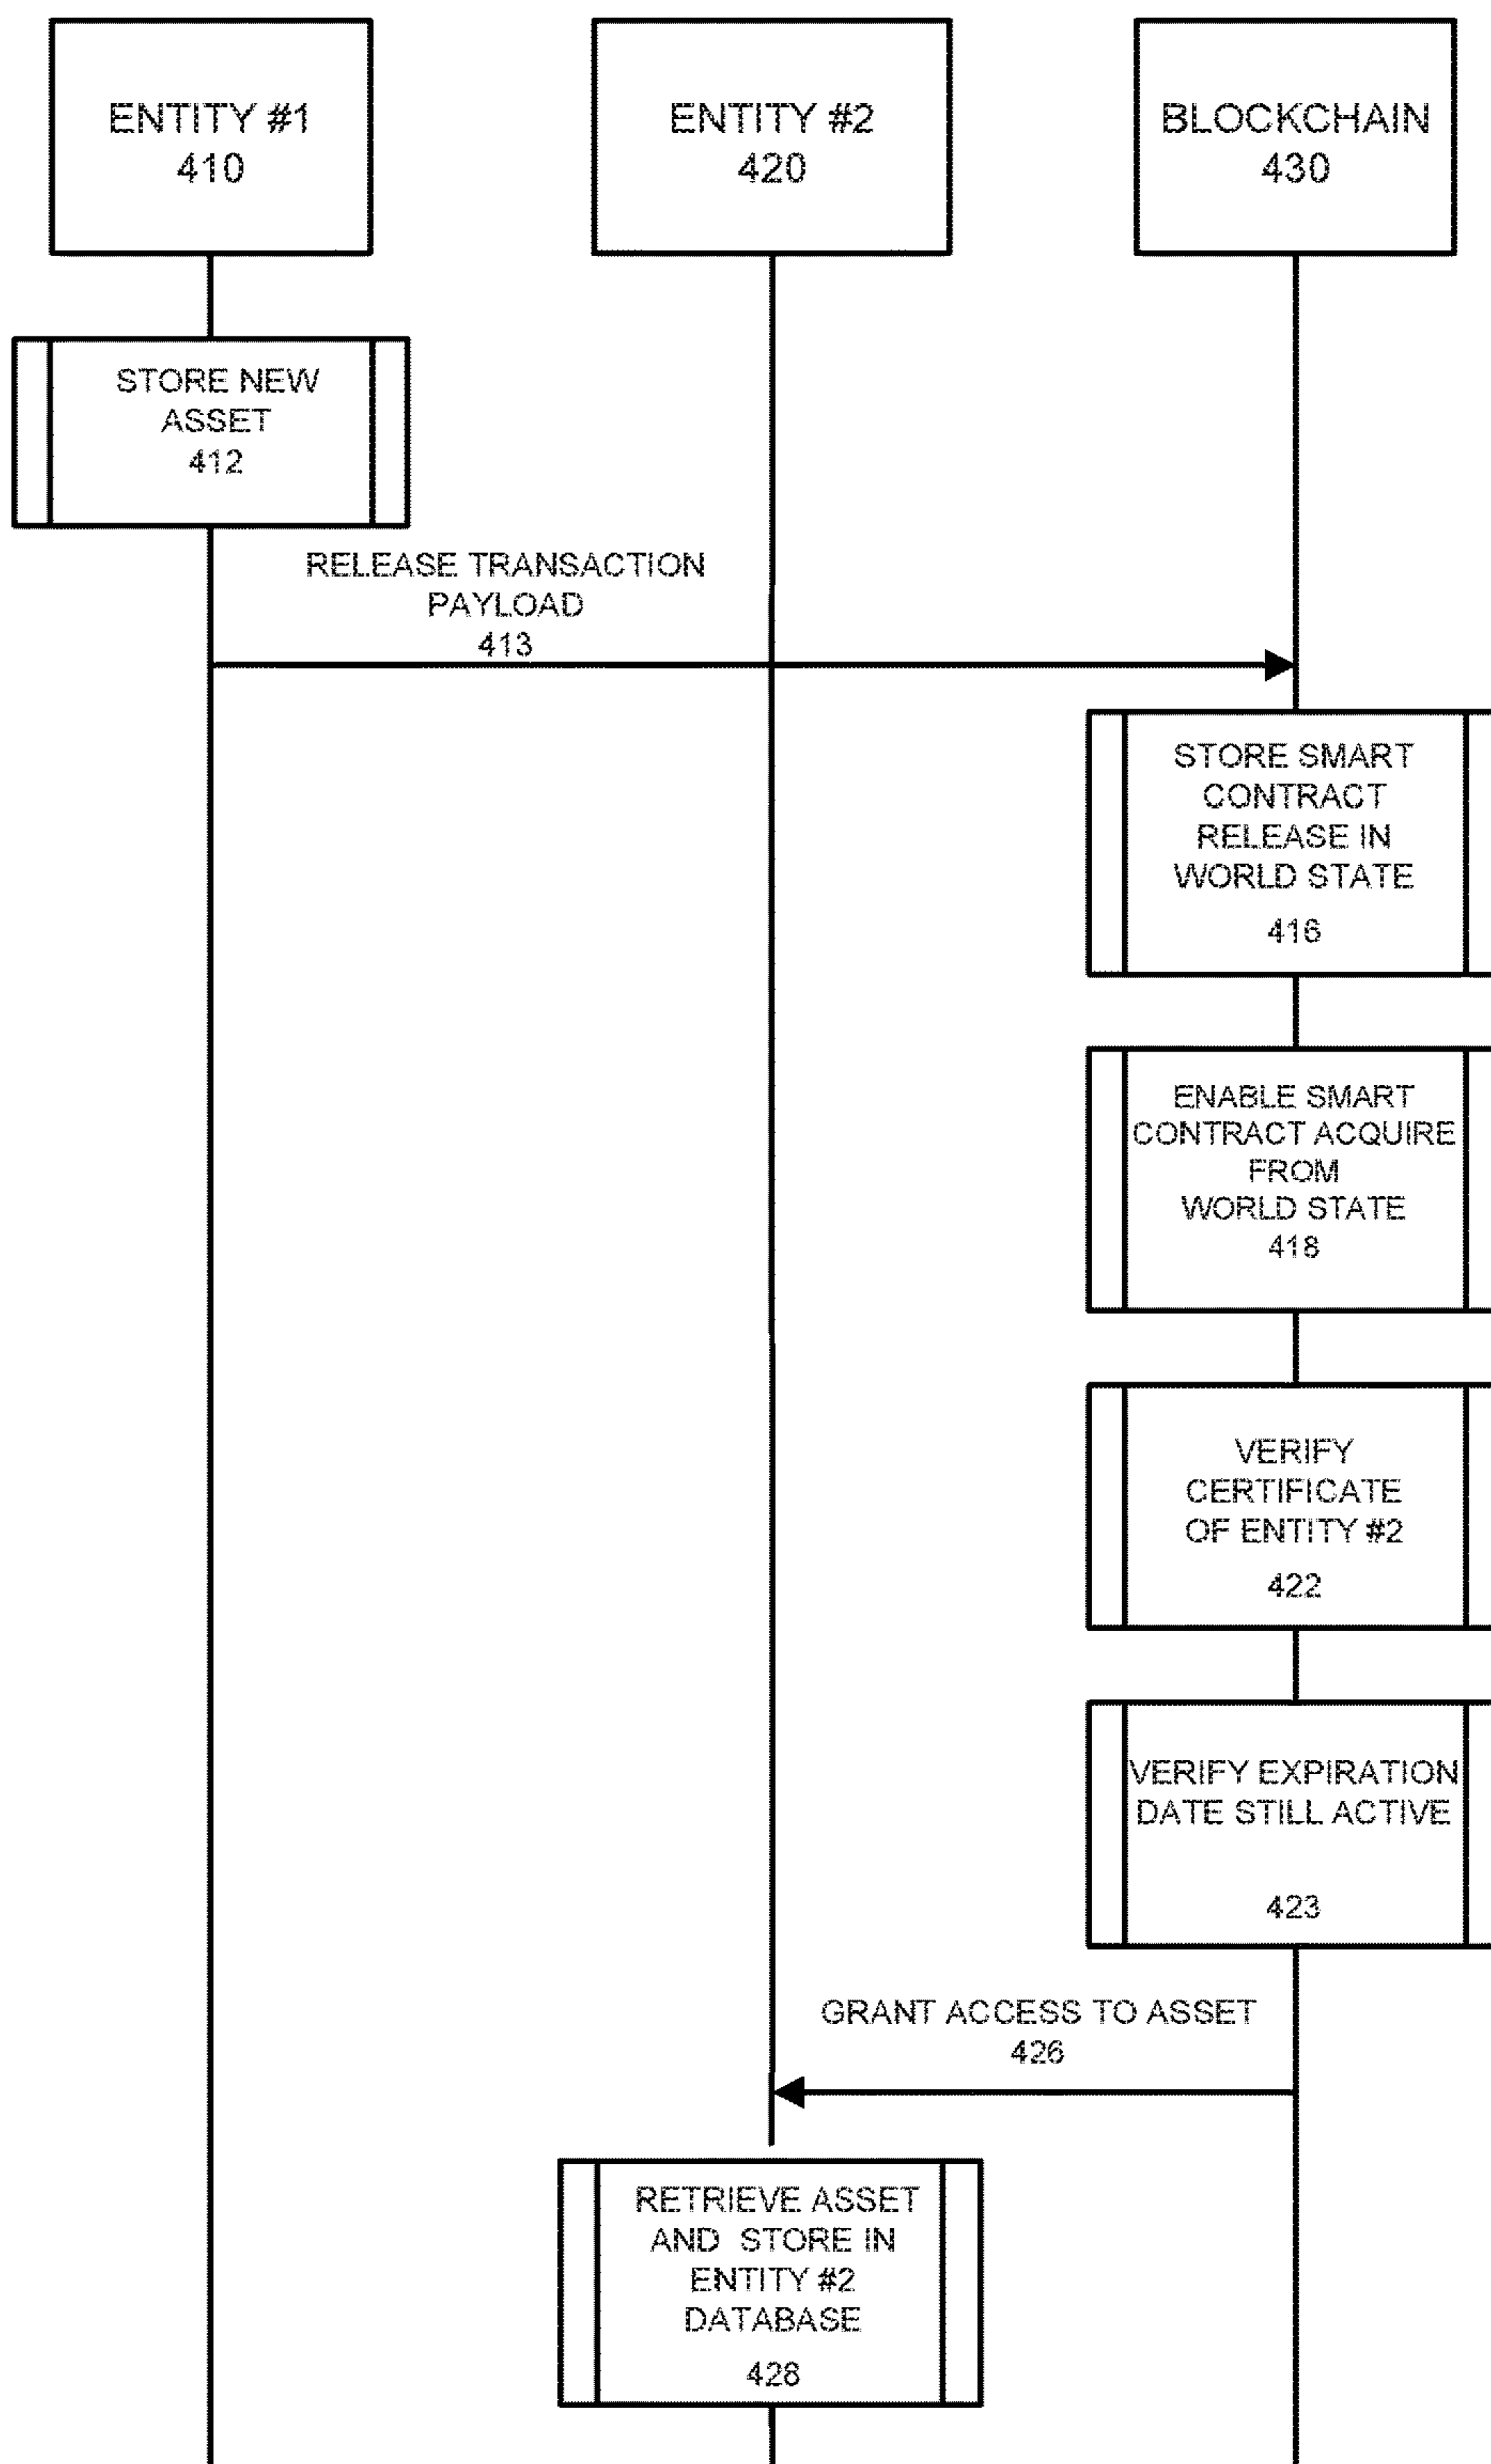 ENTITY #1
410
ENTITY #2
420
BLOCKCHAIN
430
STORE NEW
ASSET
412
RELEASE TRANSACTION
PAYLOAD
413
STORE SMART
CONTRACT
RELEASE IN
WORLD STATE
416
ENABLE SMART
CONTRACT ACQUIRE
FROM
WORLD STATE
418
VERIFY
CERTIFICATE
OF ENTITY #2
422
VERIFY EXPIRATION
DATE STILL ACTIVE
423
GRANT ACCESS TO ASSET
426
RETRIEVE ASSET
AND STORE IN
ENTITY #2
DATABASE
428